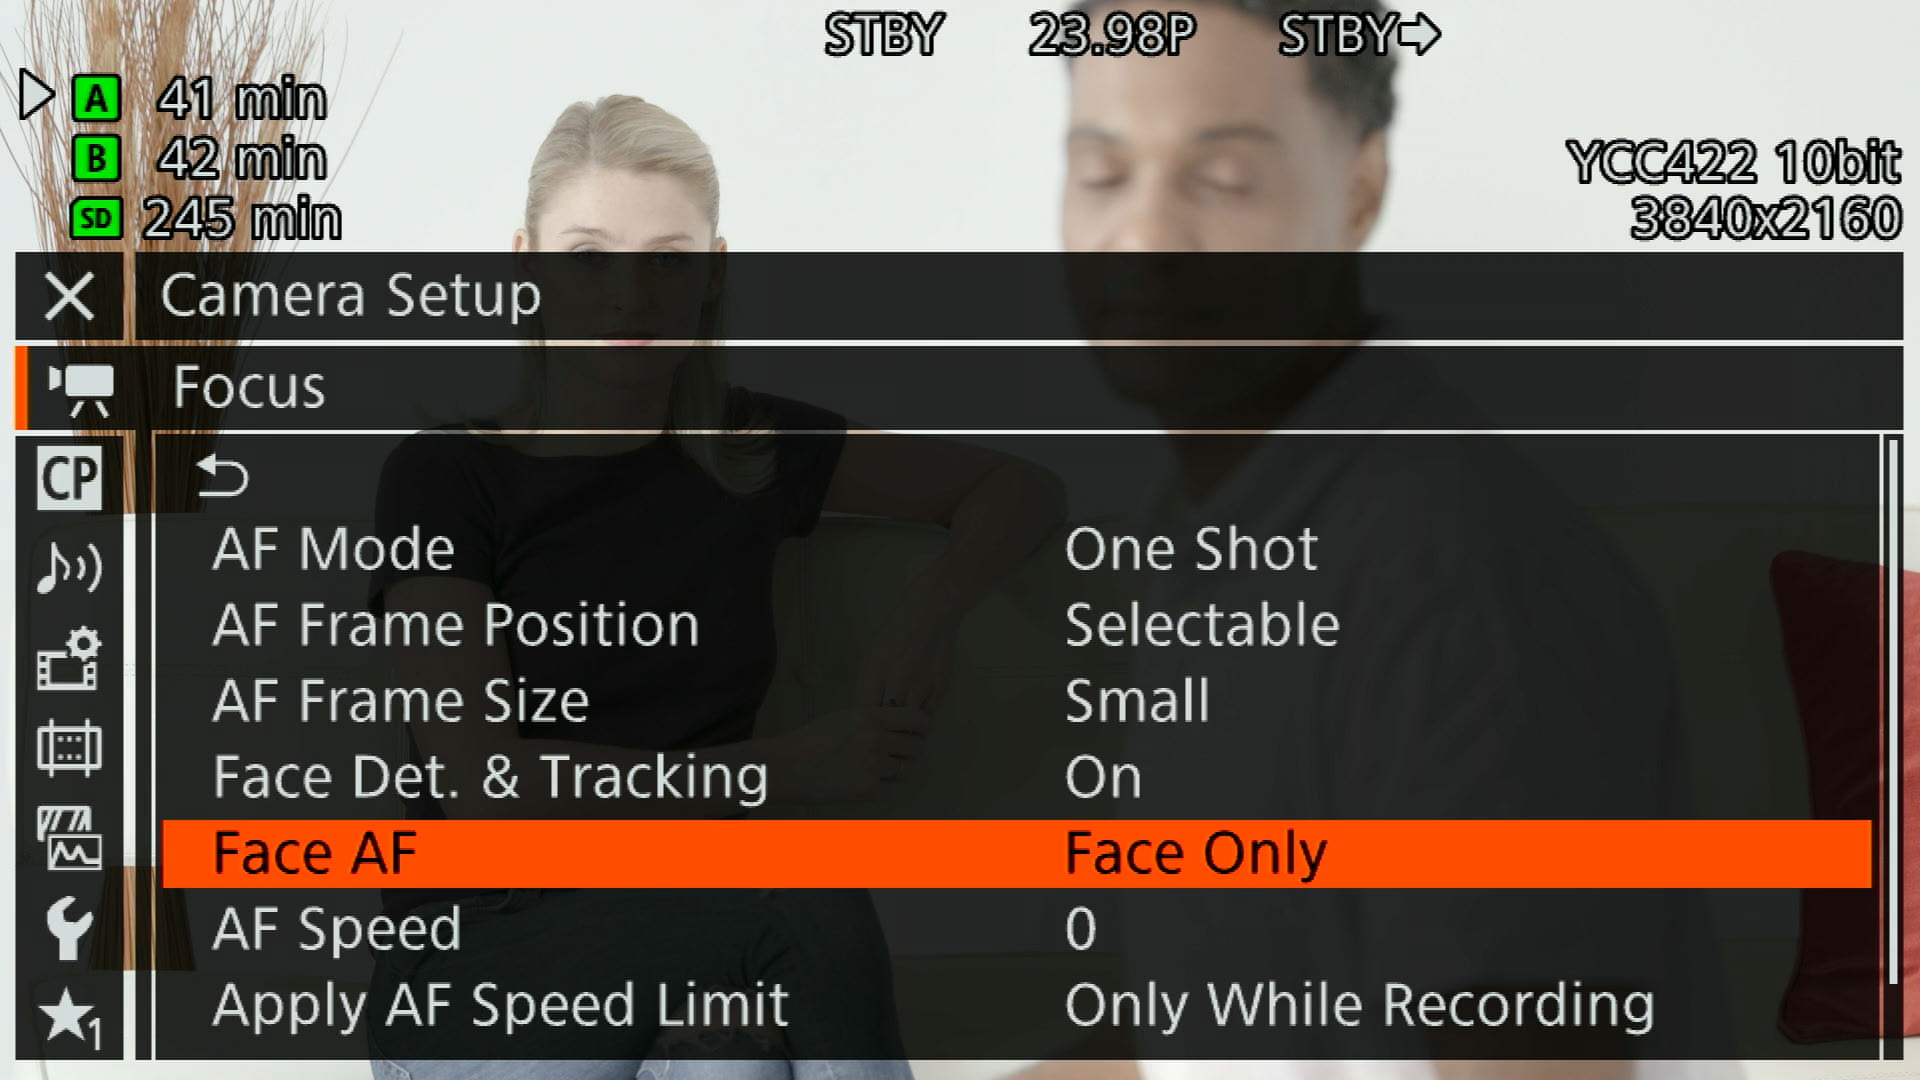 STBY 23.98P STBY
A 41 min
B 42 min
SD 245 min
YCC422 10bit
3840x2160
Camera Setup
Focus
CP
AF Mode One Shot
AF Frame Position Selectable
AF Frame Size Small
Face Det. & Tracking On
Face AF Face Only
AF Speed 0
Apply AF Speed Limit Only While Recording
1